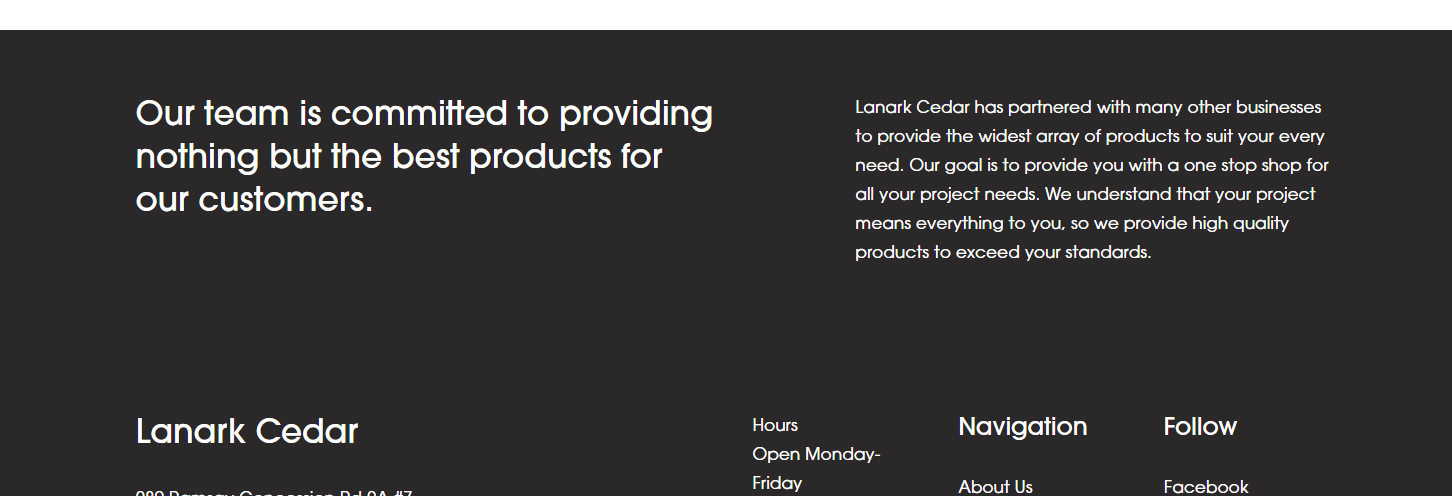 Our team is committed to providing
nothing but the best products for
our customers.
Lanark Cedar has partnered with many other businesses
to provide the widest array of products to suit your every
need. Our goal is to provide you with a one stop shop for
all your project needs. We understand that your project
means everything to you, so we provide high quality
products to exceed your standards.
Lanark Cedar
Hours
Open Monday-
Friday
Navigation
About Us
Follow
Facebook